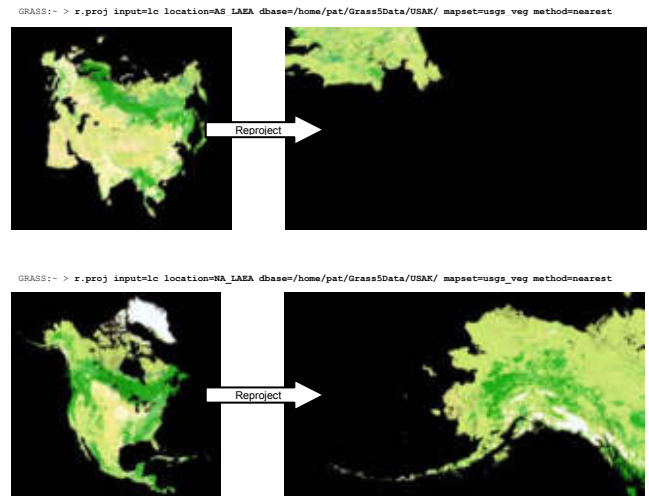 GRASS:~ > r.proj input=lc location=AS_LAEA dbase=/home/pat/Grass5Data/USAK/ mapset=usgs_veg method=nearest
Reproject
GRASS:~ > r.proj input=lc location=NA_LAEA dbase=/home/pat/Grass5Data/USAK/ mapset=usgs_veg method=nearest
Reproject